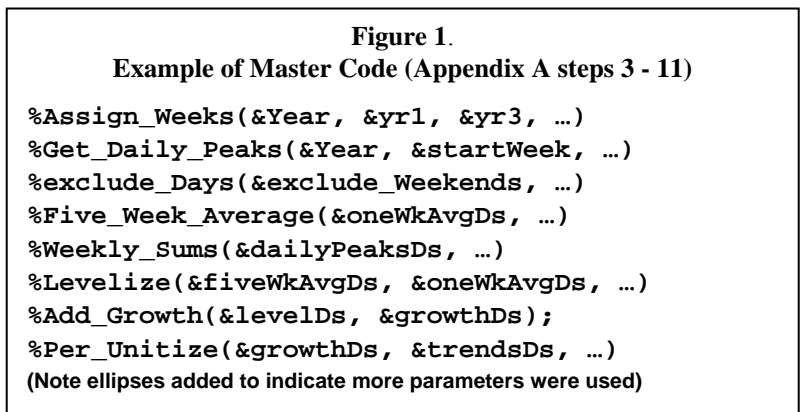 Figure 1.
Example of Master Code (Appendix A steps 3 - 11)
%Assign_Weeks(&Year, &yr1, &yr3, …)
%Get_Daily_Peaks(&Year, &startWeek, …)
%exclude_Days(&exclude_Weekends, …)
%Five_Week_Average(&oneWkAvgDs, …)
%Weekly_Sums(&dailyPeaksDs, …)
%Levelize(&fiveWkAvgDs, &oneWkAvgDs, …)
%Add_Growth(&levelDs, &growthDs);
%Per_Unitize(&growthDs, &trendsDs, …)
(Note ellipses added to indicate more parameters were used)